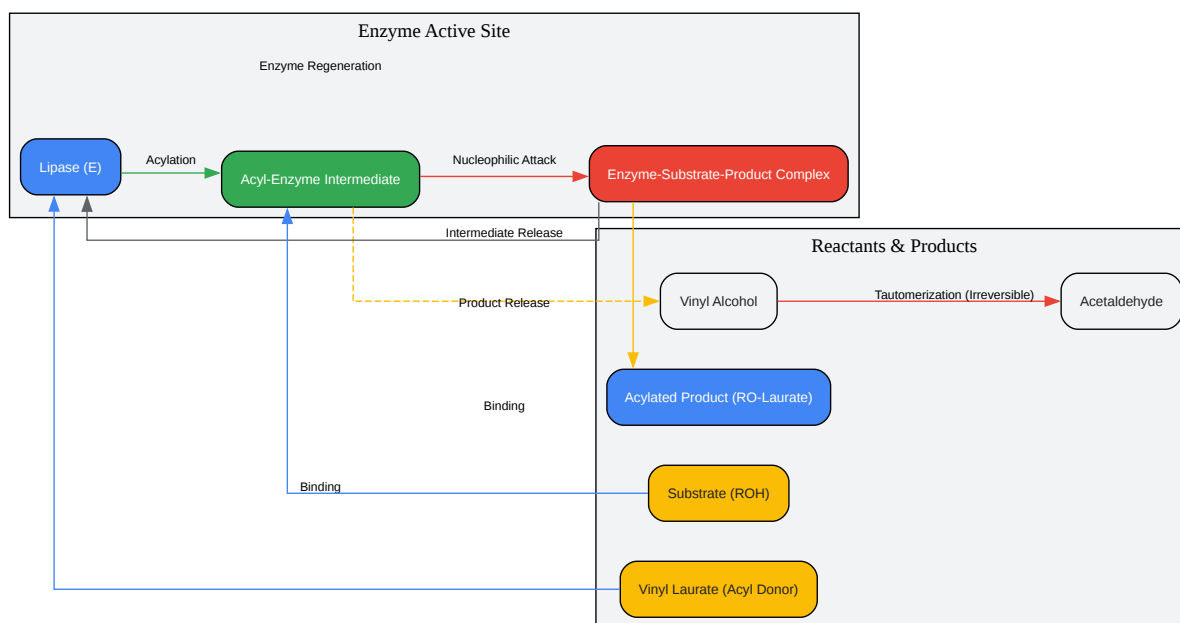 Enzyme Active Site
Enzyme Regeneration
Lipase (E)
Acylation
Acyl-Enzyme Intermediate
Nucleophilic Attack
Enzyme-Substrate-Product Complex
Intermediate Release
Reactants & Products
Product Release
Vinyl Alcohol
Tautomerization (Irreversible)
Acetaldehyde
Acylated Product (RO-Laurate)
Binding
Binding
Substrate (ROH)
Vinyl Laurate (Acyl Donor)